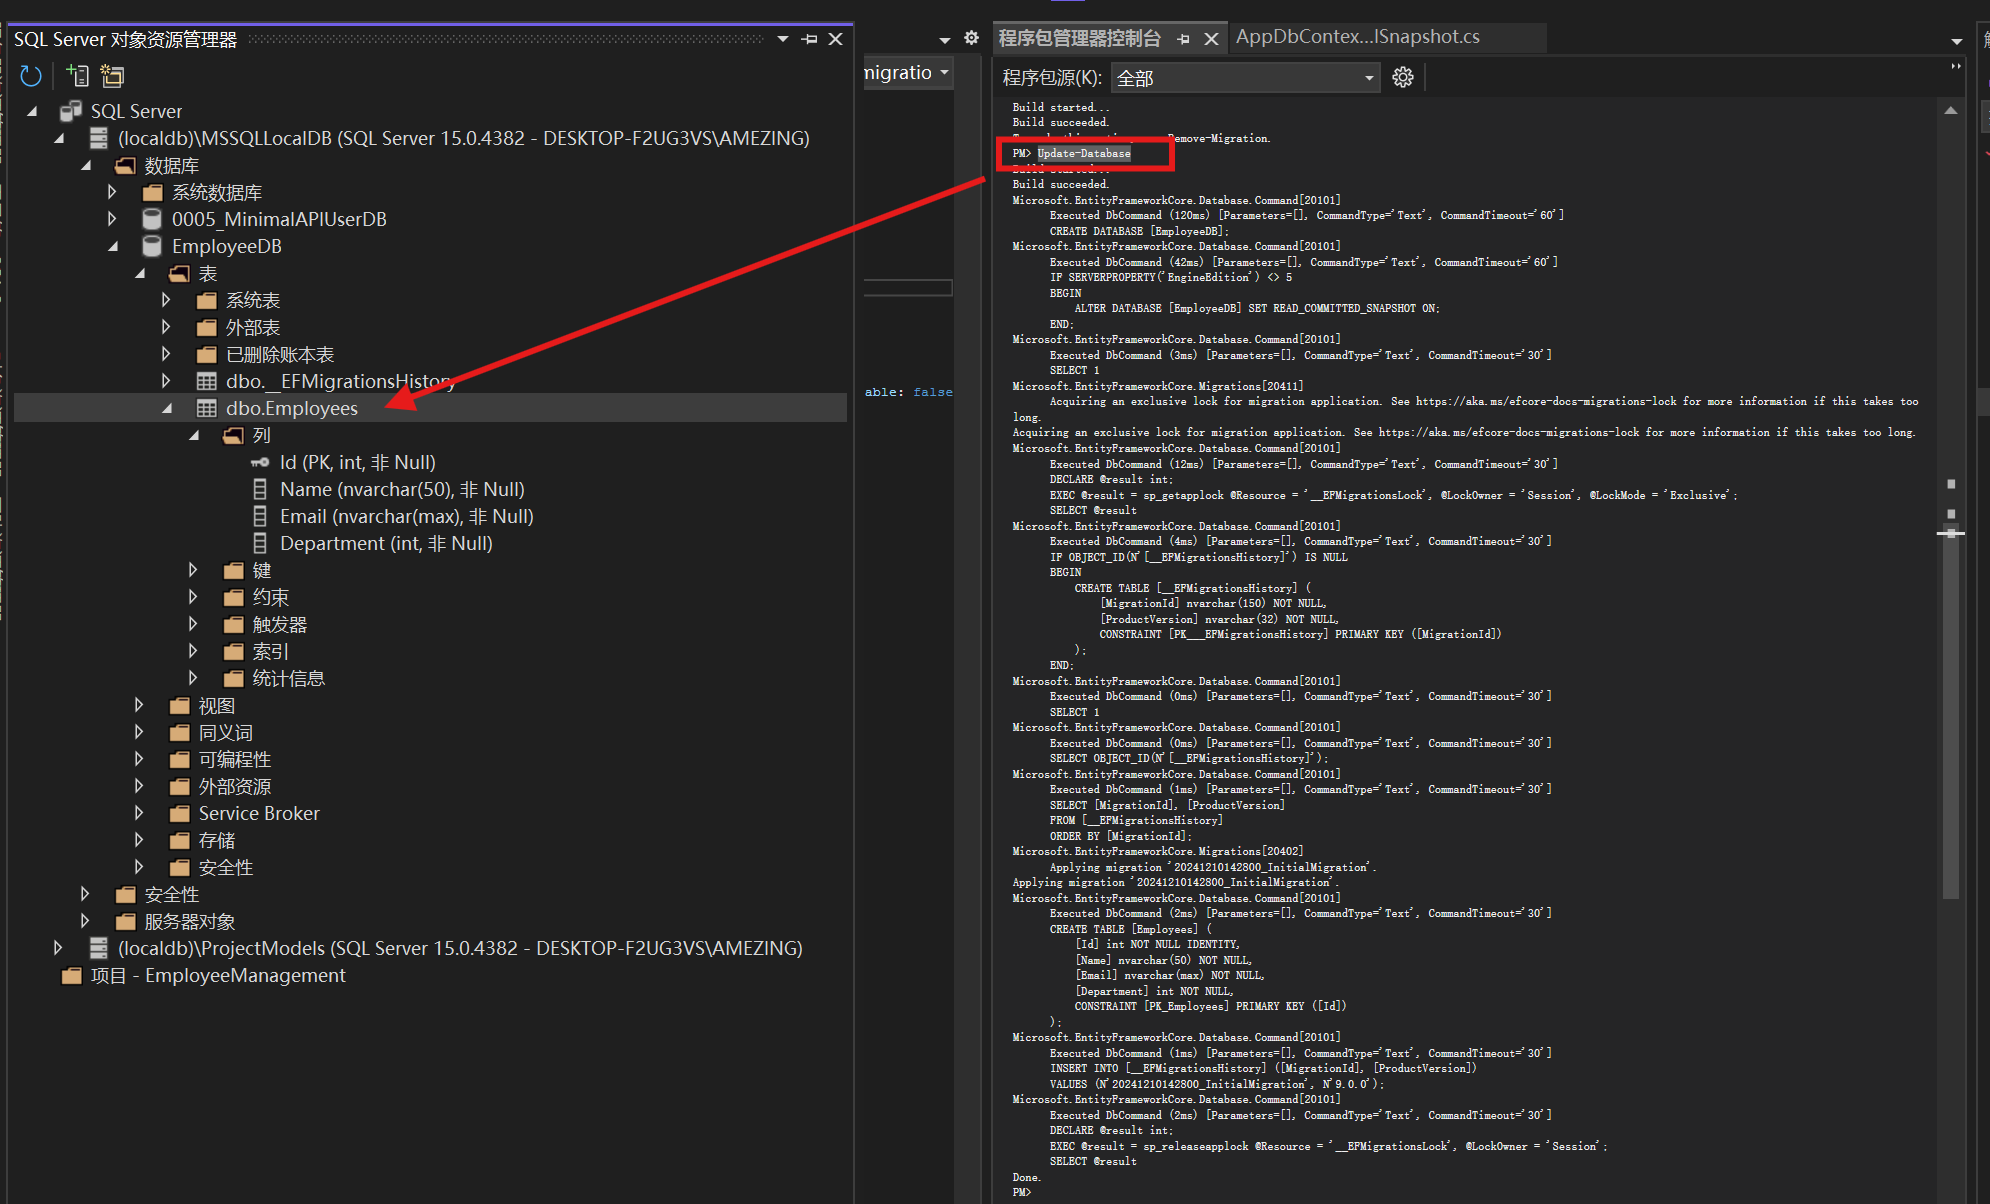 SQL Server 对象资源管理器
SQL Server
(localdb)\MSSQLLocalDB (SQL Server 15.0.4382 - DESKTOP-F2UG3VS\AMEZING)
数据库
系统数据库
0005_MinimalAPIUserDB
EmployeeDB
表
系统表
外部表
已删除账本表
dbo.__EFMigrationsHistory
dbo.Employees
列
Id (PK, int, 非 Null)
Name (nvarchar(50), 非 Null)
Email (nvarchar(max), 非 Null)
Department (int, 非 Null)
键
约束
触发器
索引
统计信息
视图
同义词
可编程性
外部资源
Service Broker
存储
安全性
安全性
服务器对象
(localdb)\ProjectModels (SQL Server 15.0.4382 - DESKTOP-F2UG3VS\AMEZING)
项目 - EmployeeManagement
migratio
able: false
程序包管理器控制台
AppDbContex...lSnapshot.cs
程序包源(K): 全部
Build started...
Build succeeded.
Remove-Migration.
PM> Update-Database
Build started...
Build succeeded.
Microsoft.EntityFrameworkCore.Database.Command[20101]
Executed DbCommand (120ms) [Parameters=[], CommandType='Text', CommandTimeout='60']
CREATE DATABASE [EmployeeDB];
Microsoft.EntityFrameworkCore.Database.Command[20101]
Executed DbCommand (42ms) [Parameters=[], CommandType='Text', CommandTimeout='60']
IF SERVERPROPERTY('EngineEdition') <> 5
BEGIN
ALTER DATABASE [EmployeeDB] SET READ_COMMITTED_SNAPSHOT ON;
END;
Microsoft.EntityFrameworkCore.Database.Command[20101]
Executed DbCommand (3ms) [Parameters=[], CommandType='Text', CommandTimeout='30']
SELECT 1
Microsoft.EntityFrameworkCore.Migrations[20411]
Acquiring an exclusive lock for migration application. See https://aka.ms/efcore-docs-migrations-lock for more information if this takes too
long.
Acquiring an exclusive lock for migration application. See https://aka.ms/efcore-docs-migrations-lock for more information if this takes too long.
Microsoft.EntityFrameworkCore.Database.Command[20101]
Executed DbCommand (12ms) [Parameters=[], CommandType='Text', CommandTimeout='30']
DECLARE @result int;
EXEC @result = sp_getapplock @Resource = '__EFMigrationsLock', @LockOwner = 'Session', @LockMode = 'Exclusive';
SELECT @result
Microsoft.EntityFrameworkCore.Database.Command[20101]
Executed DbCommand (4ms) [Parameters=[], CommandType='Text', CommandTimeout='30']
IF OBJECT_ID(N'[__EFMigrationsHistory]') IS NULL
BEGIN
CREATE TABLE [__EFMigrationsHistory] (
[MigrationId] nvarchar(150) NOT NULL,
[ProductVersion] nvarchar(32) NOT NULL,
CONSTRAINT [PK___EFMigrationsHistory] PRIMARY KEY ([MigrationId])
);
END;
Microsoft.EntityFrameworkCore.Database.Command[20101]
Executed DbCommand (0ms) [Parameters=[], CommandType='Text', CommandTimeout='30']
SELECT 1
Microsoft.EntityFrameworkCore.Database.Command[20101]
Executed DbCommand (0ms) [Parameters=[], CommandType='Text', CommandTimeout='30']
SELECT OBJECT_ID(N'[__EFMigrationsHistory]');
Microsoft.EntityFrameworkCore.Database.Command[20101]
Executed DbCommand (1ms) [Parameters=[], CommandType='Text', CommandTimeout='30']
SELECT [MigrationId], [ProductVersion]
FROM [__EFMigrationsHistory]
ORDER BY [MigrationId];
Microsoft.EntityFrameworkCore.Migrations[20402]
Applying migration '20241210142800_InitialMigration'.
Applying migration '20241210142800_InitialMigration'.
Microsoft.EntityFrameworkCore.Database.Command[20101]
Executed DbCommand (2ms) [Parameters=[], CommandType='Text', CommandTimeout='30']
CREATE TABLE [Employees] (
[Id] int NOT NULL IDENTITY,
[Name] nvarchar(50) NOT NULL,
[Email] nvarchar(max) NOT NULL,
[Department] int NOT NULL,
CONSTRAINT [PK_Employees] PRIMARY KEY ([Id])
);
Microsoft.EntityFrameworkCore.Database.Command[20101]
Executed DbCommand (1ms) [Parameters=[], CommandType='Text', CommandTimeout='30']
INSERT INTO [__EFMigrationsHistory] ([MigrationId], [ProductVersion])
VALUES (N'20241210142800_InitialMigration', N'9.0.0');
Microsoft.EntityFrameworkCore.Database.Command[20101]
Executed DbCommand (2ms) [Parameters=[], CommandType='Text', CommandTimeout='30']
DECLARE @result int;
EXEC @result = sp_releaseapplock @Resource = '__EFMigrationsLock', @LockOwner = 'Session';
SELECT @result
Done.
PM>